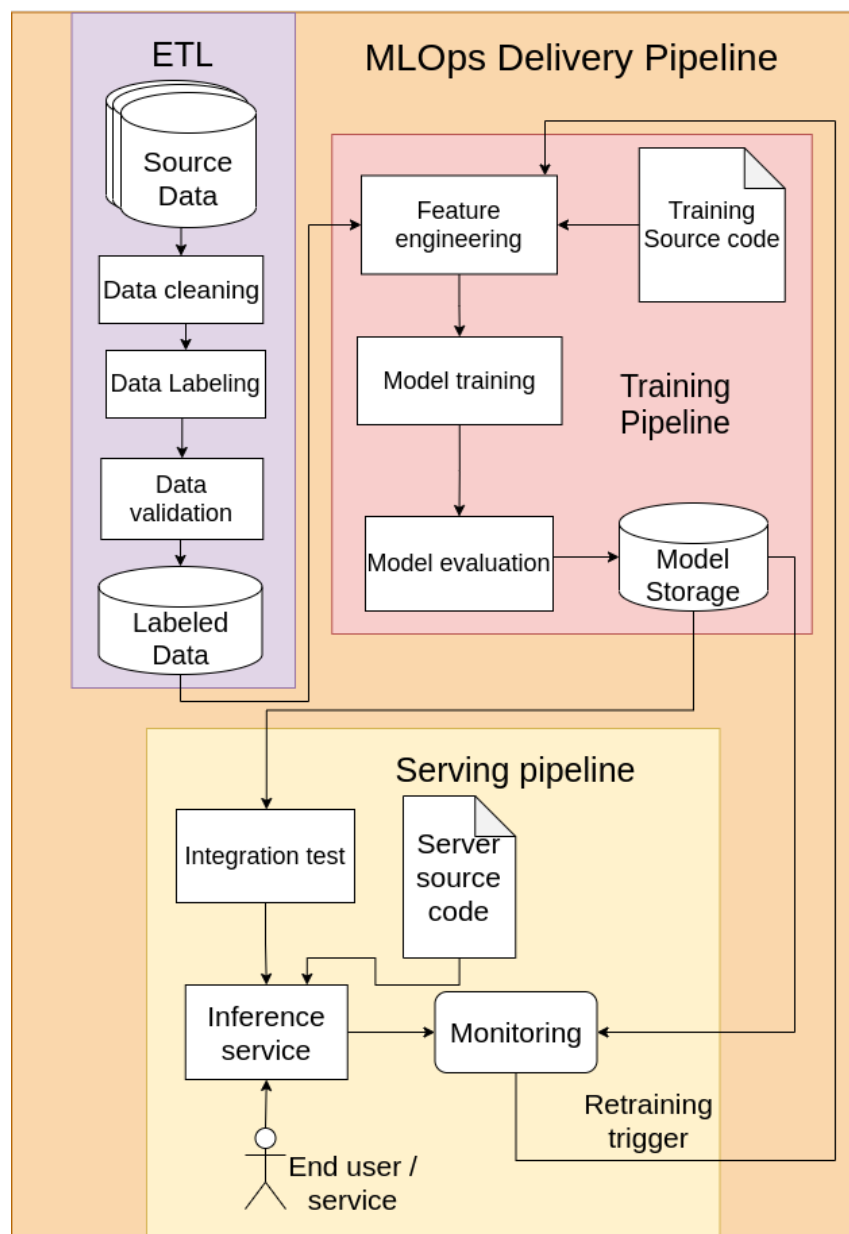 ETL
MLOps Delivery Pipeline
Source
Data
Data cleaning
Data Labeling
Data
validation
Labeled
Data
Feature
engineering
Training
Source code
Model training
Training
Pipeline
Model evaluation
Model
Storage
Serving pipeline
Integration test
Server
source
code
Inference
service
Monitoring
Retraining
trigger
End user /
service